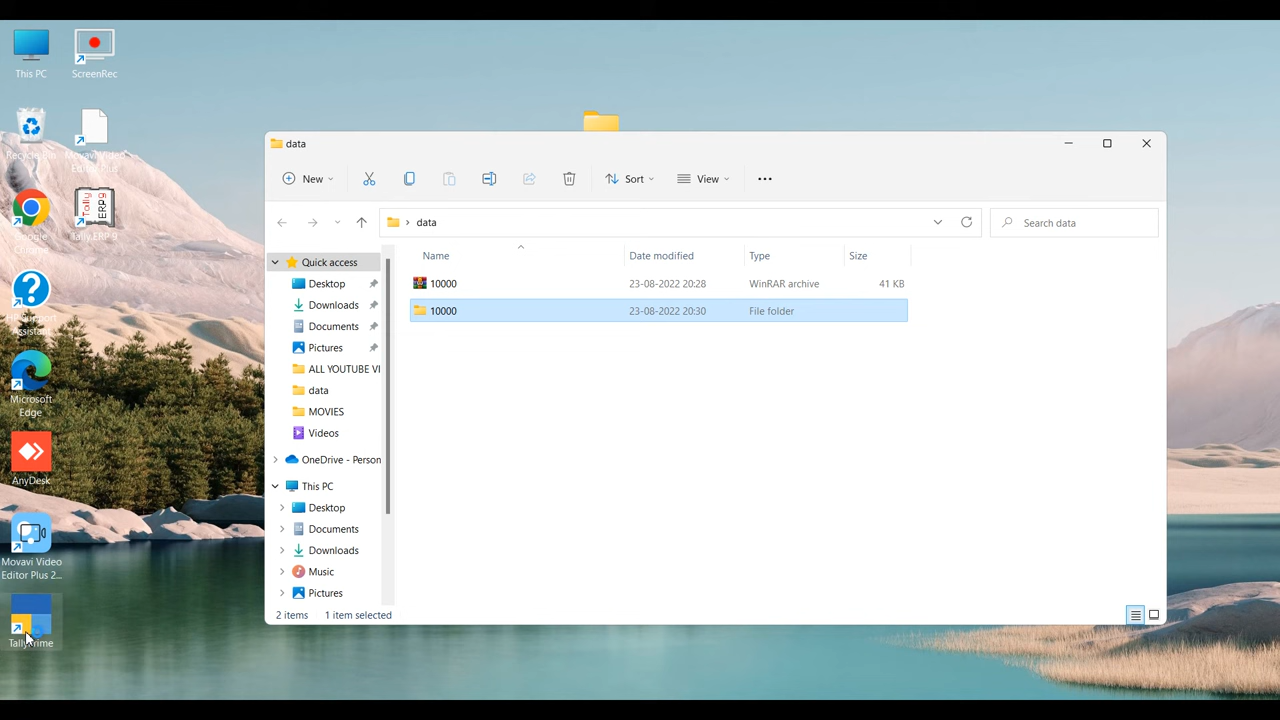 This PC
ScreenRec
Recycle Bin
Movavi Video
Editor Plus
Google
Chrome
Tally
ERP9
Tally.ERP 9
HP Support
Assistant
Microsoft
Edge
AnyDesk
Movavi Video
Editor Plus 2...
TallyPrime
data
New
Sort
View
data
Search data
Name
Date modified
Type
Size
10000
23-08-2022 20:28
WinRAR archive
41 KB
10000
23-08-2022 20:30
File folder
Quick access
Desktop
Downloads
Documents
Pictures
ALL YOUTUBE VI
data
MOVIES
Videos
OneDrive - Person
This PC
Desktop
Documents
Downloads
Music
Pictures
2 items
1 item selected